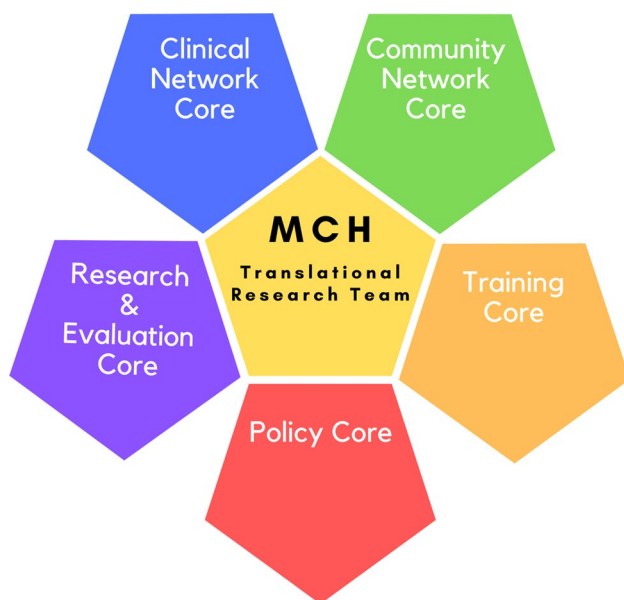 Clinical
Network
Core
Community
Network
Core
MCH
Translational
Research Team
Research
&
Evaluation
Core
Training
Core
Policy Core